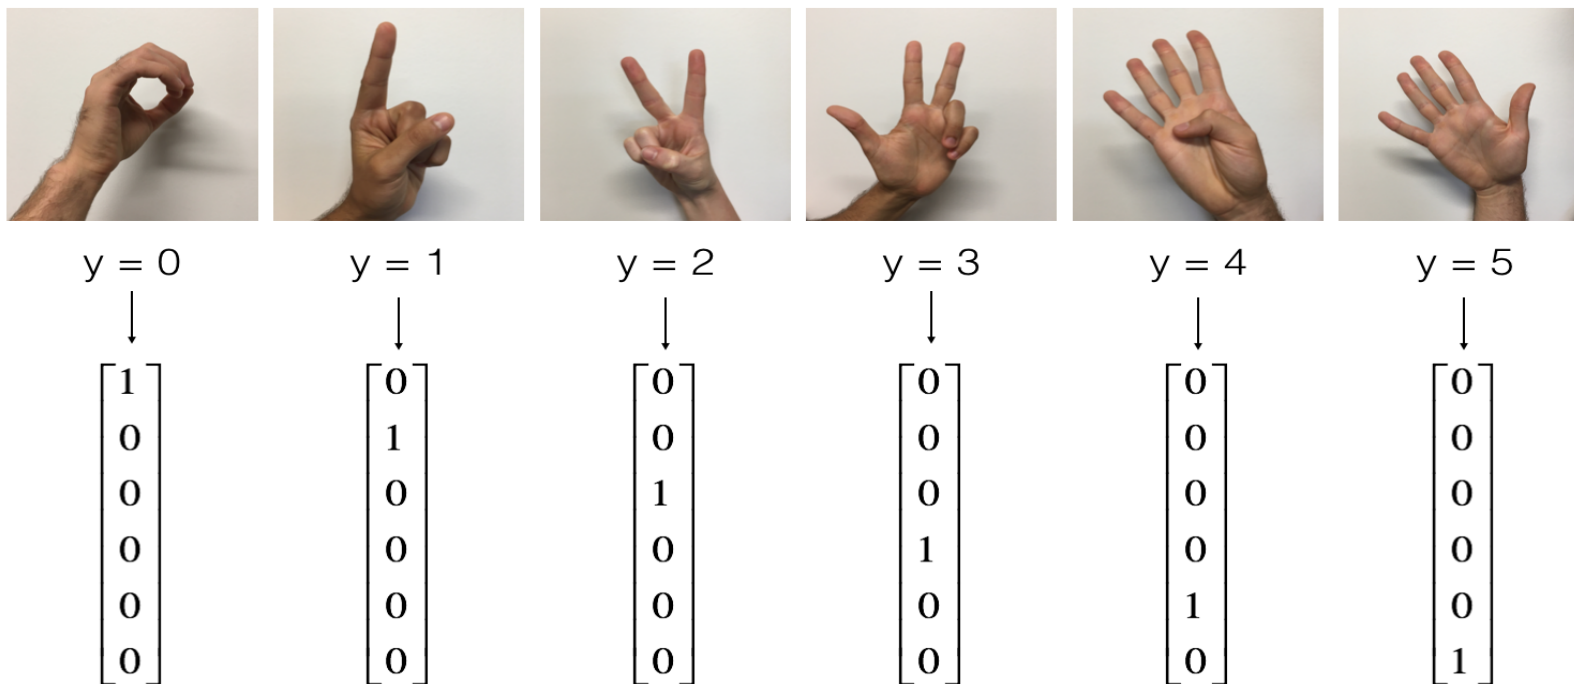 y = 0 y = 1 y = 2 y = 3 y = 4 y = 5
1 0 0 0 0 0
0 1 0 0 0 0
0 0 1 0 0 0
0 0 0 1 0 0
0 0 0 0 1 0
0 0 0 0 0 1